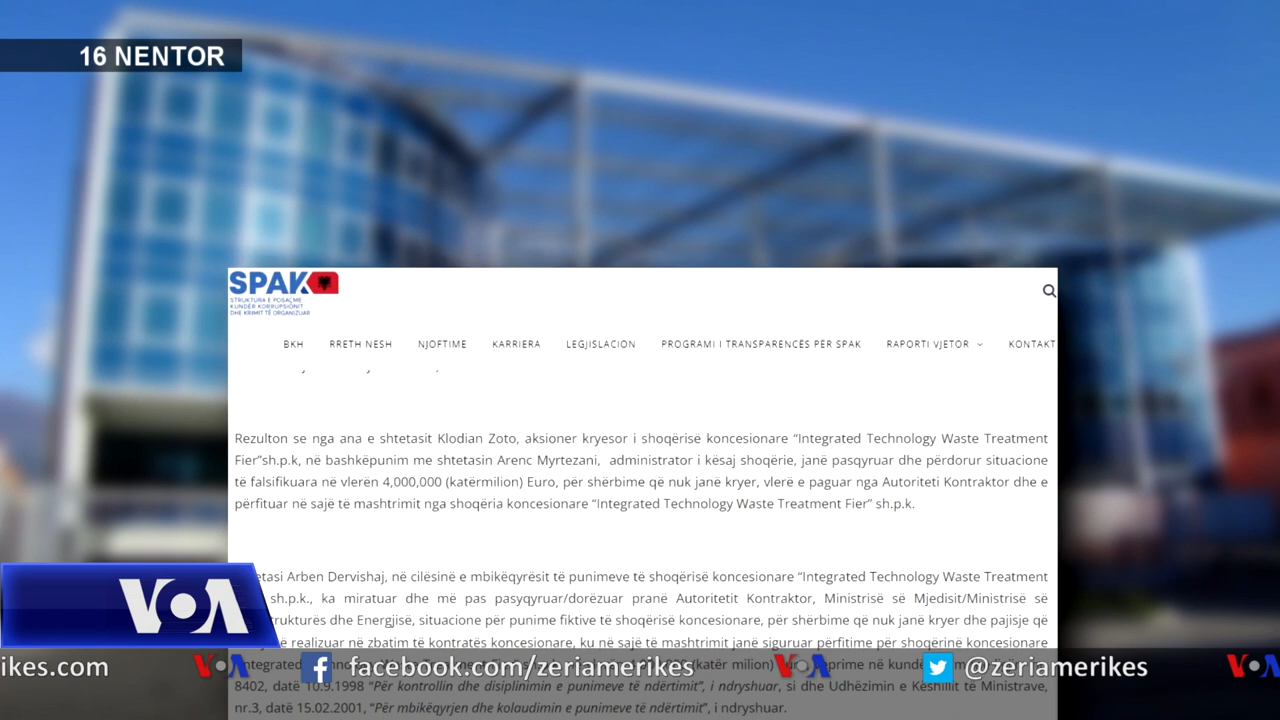 16 NENTOR
SPAK
STRUKTURA E POSAÇME
KUNDËR KORRUPSIONIT
DHE KRIMIT TË ORGANIZUAR
BKH RRETH NESH NJOFTIME KARRIERA LEGJISLACION PROGRAMI I TRANSPARENCËS PËR SPAK RAPORTI VJETOR KONTAKT
Rezulton se nga ana e shtetasit Klodian Zoto, aksioner kryesor i shoqërisë koncesionare “Integrated Technology Waste Treatment
Fier”sh.p.k, në bashkëpunim me shtetasin Arenc Myrtezani, administrator i kësaj shoqërie, janë pasqyruar dhe përdorur situacione
të falsifikuara në vlerën 4,000,000 (katërmilion) Euro, për shërbime që nuk janë kryer, vlerë e paguar nga Autoriteti Kontraktor dhe e
përfituar në sajë të mashtrimit nga shoqëria koncesionare “Integrated Technology Waste Treatment Fier” sh.p.k.
etasi Arben Dervishaj, në cilësinë e mbikëqyrësit të punimeve të shoqërisë koncesionare “Integrated Technology Waste Treatment
sh.p.k., ka miratuar dhe më pas pasyqyruar/dorëzuar pranë Autoritetit Kontraktor, Ministrisë së Mjedisit/Ministrisë së
strukturës dhe Energjisë, situacione për punime fiktive të shoqërisë koncesionare, për shërbime që nuk janë kryer dhe pajisje që
realizuar në zbatim të kontratës koncesionare, ku në sajë të mashtrimit janë siguruar përfitime për shoqërinë koncesionare
VOA
ikes.com VOA facebook.com/zeriamerikes VOA @zeriamerikes VOA
(katër milion)
8402, datë 10.9.1998 “Për kontrollin dhe disiplinimin e punimeve të ndërtimit”, i ndryshuar, si dhe Udhëzimin e Këshillit të Ministrave,
nr.3, datë 15.02.2001, “Për mbikëqyrjen dhe kolaudimin e punimeve të ndërtimit”, i ndryshuar.